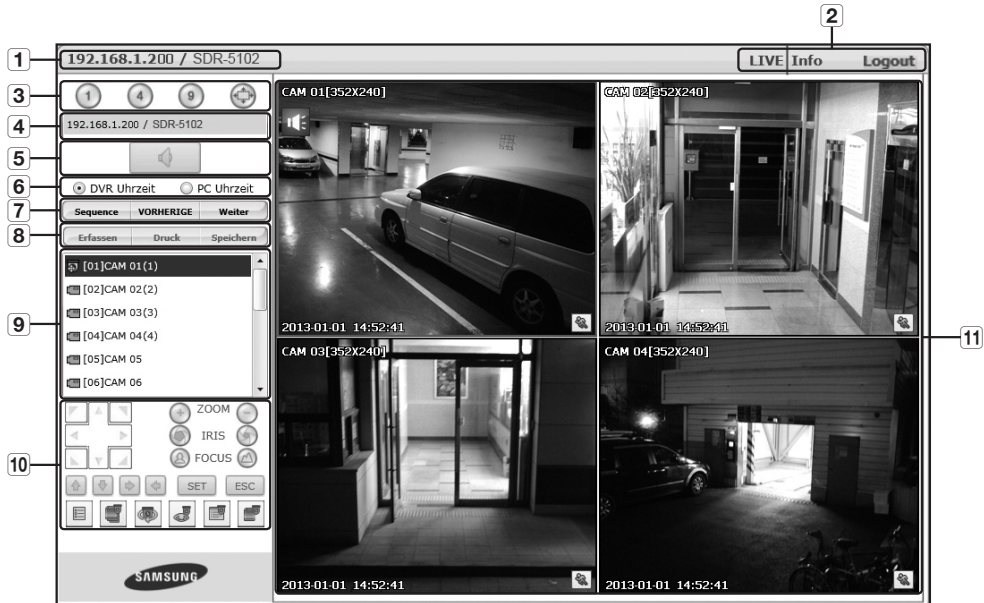 2
1
192.168.1.200 / SDR-5102
LIVE Info Logout
3
1 4 9
4
192.168.1.200 / SDR-5102
5
6
DVR Uhrzeit PC Uhrzeit
7
Sequence VORHERIGE Weiter
8
Erfassen Druck Speichern
9
[01]CAM 01(1)
[02]CAM 02(2)
[03]CAM 03(3)
[04]CAM 04(4)
[05]CAM 05
[06]CAM 06
10
ZOOM
IRIS
FOCUS
SET ESC
SAMSUNG
CAM 01[352X240]
2013-01-01 14:52:41
CAM 02[352X240]
2013-01-01 14:52:41
CAM 03[352X240]
2013-01-01 14:52:41
CAM 04[352X240]
2013-01-01 14:52:41
11